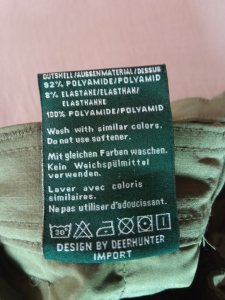 OUTSHELL/AUSSENMATERIAL/DESSUS
92% POLYAMIDE/POLYAMID
8% ELASTANE/ELASTHAN/
ELASTHANNE
100% POLYAMIDE/POLYAMID
Wash with similar colors.
Do not use softener.
Mit gleichen Farben waschen.
Kein Weichspülmittel
verwenden.
Laver avec coloris
similaires.
Ne pas utiliser d'adoucissant.
30°
DESIGN BY DEERHUNTER
IMPORT